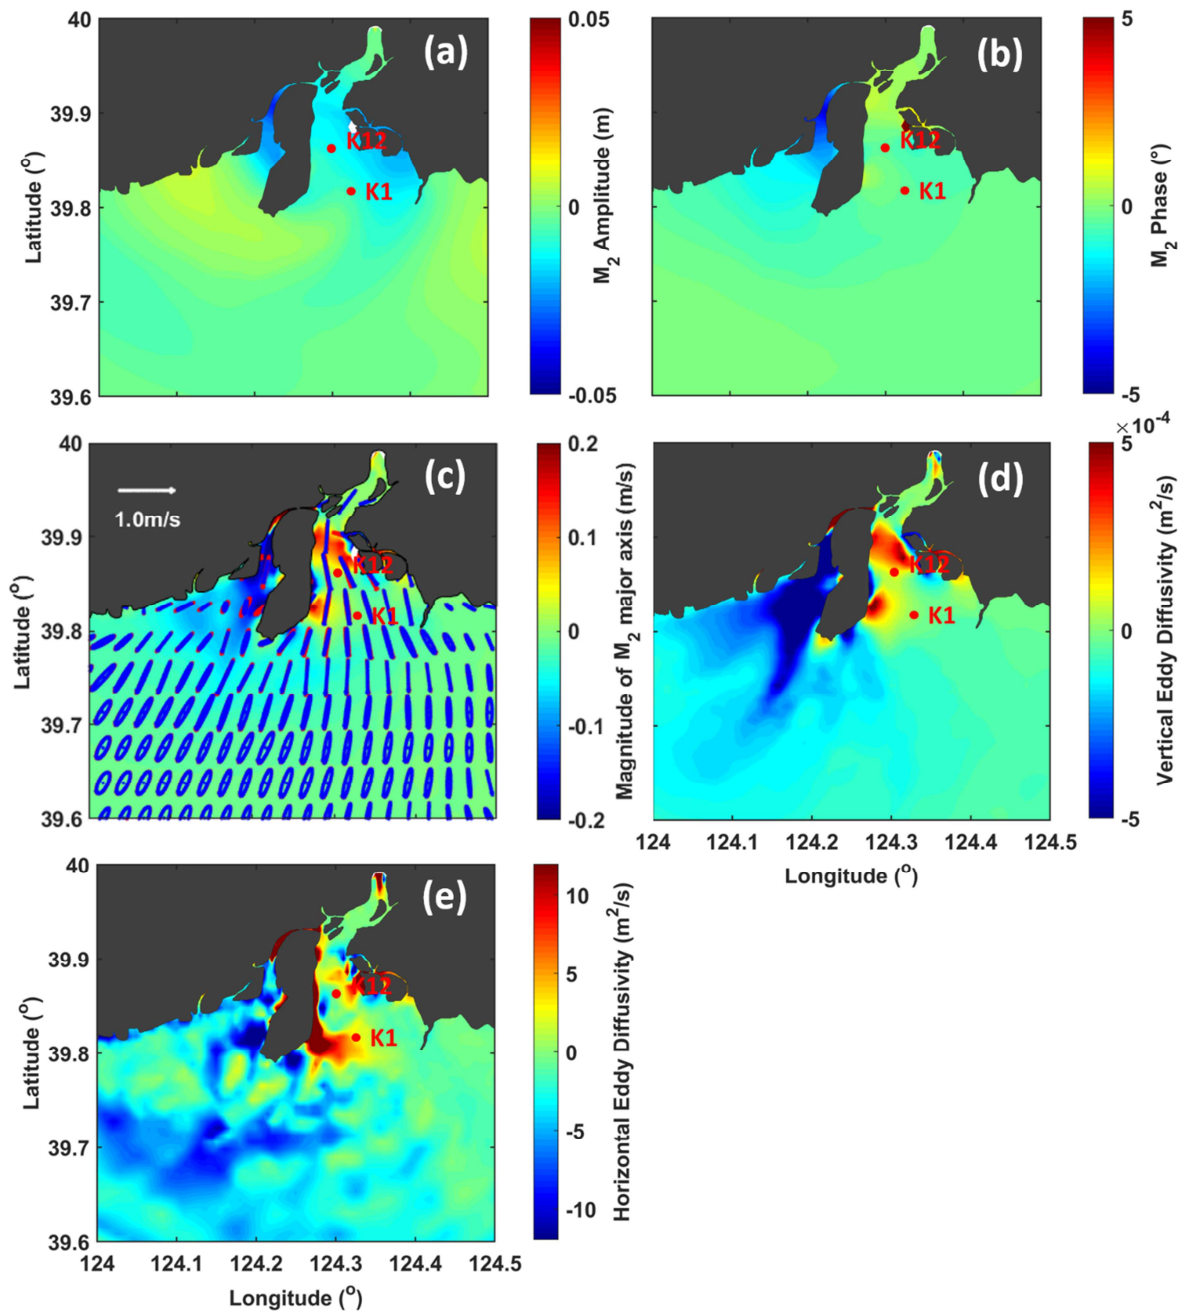 40
39.9
39.8
39.7
39.6
Latitude (o)
(a)
K12
K1
0.05
0
-0.05
M2 Amplitude (m)
(b)
K12
K1
5
0
-5
M2 Phase (°)
40
39.9
39.8
39.7
39.6
Latitude (o)
(c)
1.0m/s
K12
K1
0.2
0.1
0
-0.1
-0.2
Magnitude of M2 major axis (m/s)
(d)
K12
K1
124
124.1
124.2
124.3
124.4
124.5
Longitude (o)
×10-4
5
0
-5
Vertical Eddy Diffusivity (m2/s)
40
39.9
39.8
39.7
39.6
Latitude (o)
(e)
K12
K1
124
124.1
124.2
124.3
124.4
124.5
Longitude (o)
10
5
0
-5
-10
Horizontal Eddy Diffusivity (m2/s)